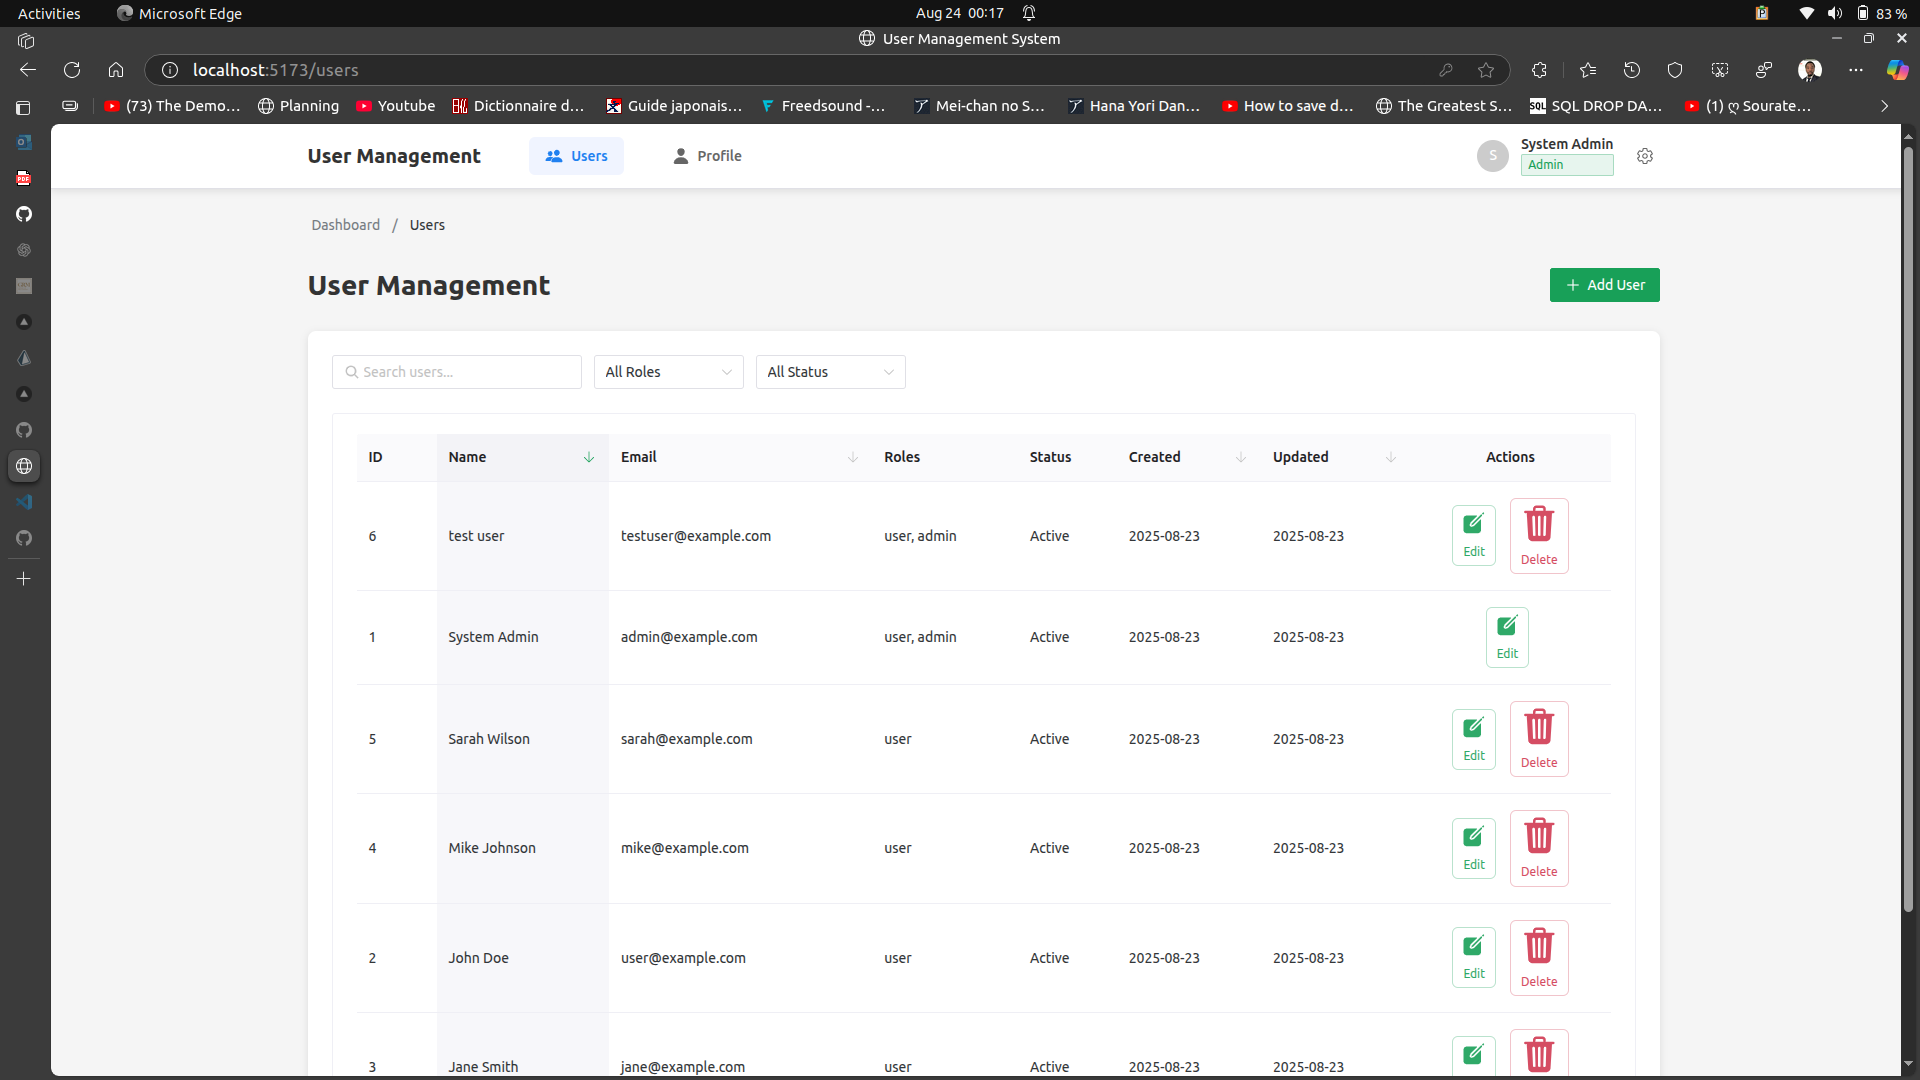 Activities Microsoft Edge Aug 24 00:17 83 %
User Management System
localhost:5173/users
(73) The Demo... Planning Youtube Dictionnaire d... Guide japonais... Freedsound -... Mei-chan no S... Hana Yori Dan... How to save d... The Greatest S... SQL DROP DA... (1) ღ Sourate...
User Management Users Profile S System Admin
Admin
Dashboard / Users
User Management + Add User
Search users... All Roles All Status
ID Name Email Roles Status Created Updated Actions
6 test user testuser@example.com user, admin Active 2025-08-23 2025-08-23 Edit Delete
1 System Admin admin@example.com user, admin Active 2025-08-23 2025-08-23 Edit
5 Sarah Wilson sarah@example.com user Active 2025-08-23 2025-08-23 Edit Delete
4 Mike Johnson mike@example.com user Active 2025-08-23 2025-08-23 Edit Delete
2 John Doe user@example.com user Active 2025-08-23 2025-08-23 Edit Delete
3 Jane Smith jane@example.com user Active 2025-08-23 2025-08-23